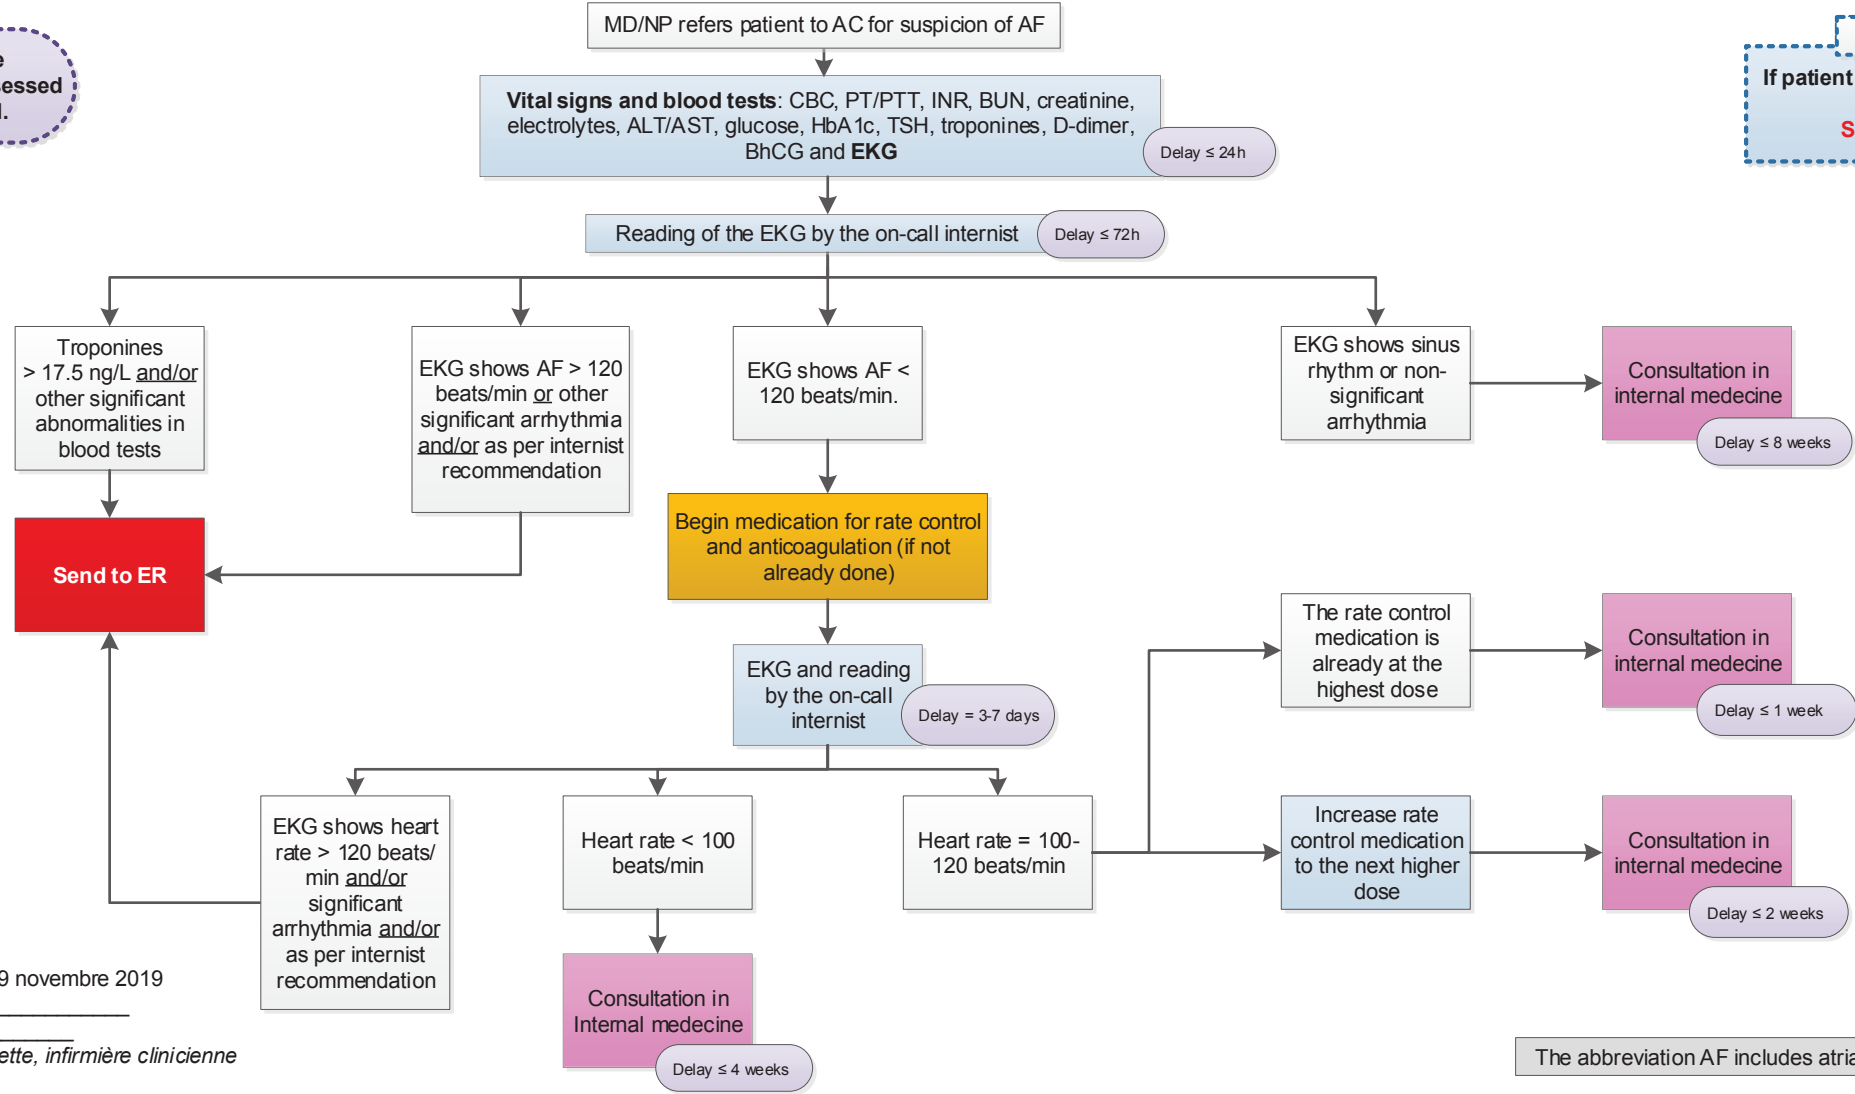 MD/NP refers patient to AC for suspicion of AF
sessed
If patient
Vital signs and blood tests: CBC, PT/PTT, INR, BUN, creatinine,
electrolytes, ALT/AST, glucose, HbA1c, TSH, troponines, D-dimer,
BhCG and EKG
Delay ≤ 24h
Reading of the EKG by the on-call internist
Delay ≤ 72h
Troponines
> 17.5 ng/L and/or
other significant
abnormalities in
blood tests
EKG shows AF > 120
beats/min or other
significant arrhythmia
and/or as per internist
recommendation
EKG shows AF <
120 beats/min.
EKG shows sinus
rhythm or non-
significant
arrhythmia
Consultation in
internal medecine
Delay ≤ 8 weeks
Send to ER
Begin medication for rate control
and anticoagulation (if not
already done)
EKG and reading
by the on-call
internist
Delay = 3-7 days
The rate control
medication is
already at the
highest dose
Consultation in
internal medecine
Delay ≤ 1 week
EKG shows heart
rate > 120 beats/
min and/or
significant
arrhythmia and/or
as per internist
recommendation
Heart rate < 100
beats/min
Heart rate = 100-
120 beats/min
Increase rate
control medication
to the next higher
dose
Consultation in
internal medecine
Delay ≤ 2 weeks
Consultation in
Internal medecine
Delay ≤ 4 weeks
9 novembre 2019
ette, infirmière clinicienne
The abbreviation AF includes atria